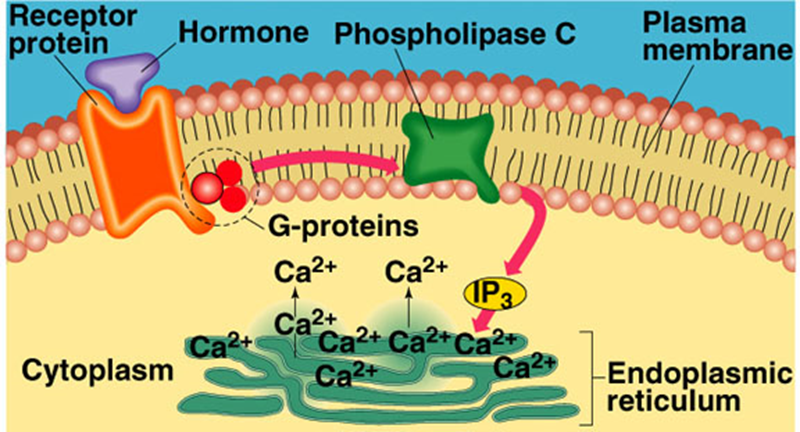 Receptor
protein
Hormone
Phospholipase C
Plasma
membrane
G-proteins
Ca2+
Ca2+
IP3
Ca2+
Ca2+
Ca2+
Ca2+
Ca2+
Ca2+
Ca2+
Cytoplasm
Endoplasmic
reticulum